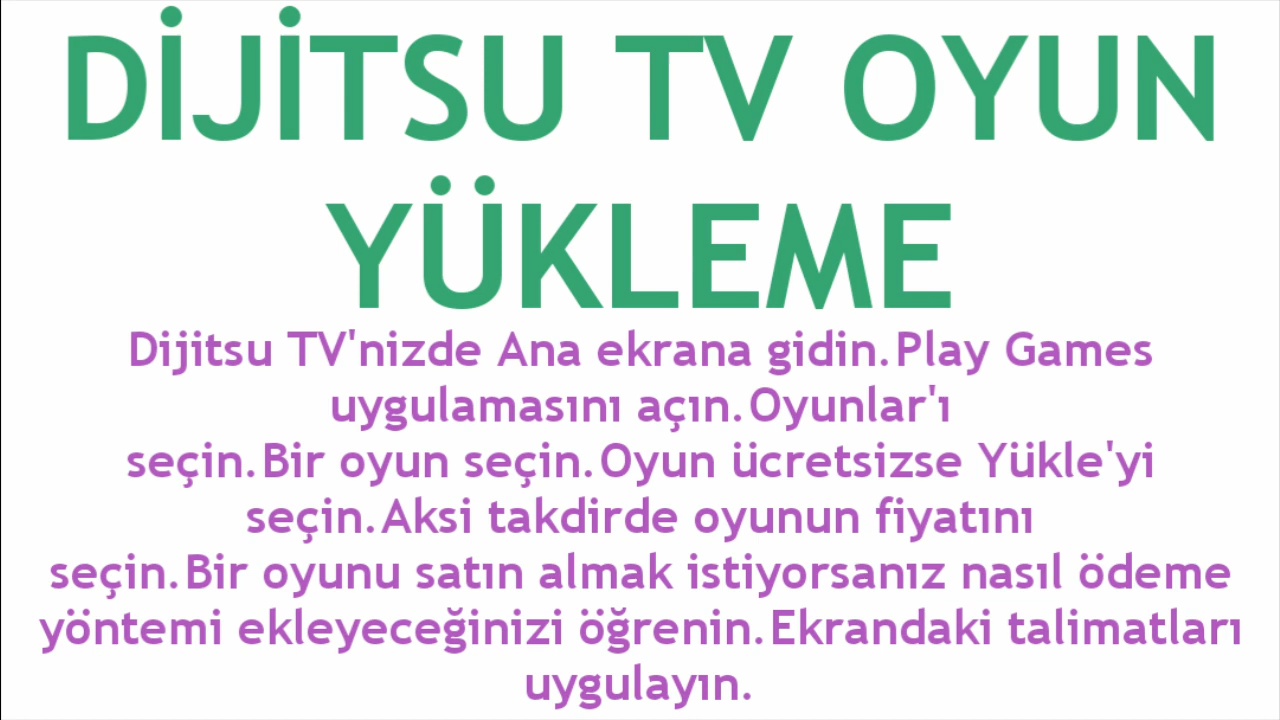 DİJİTSU TV OYUN
YÜKLEME
Dijitsu TV'nizde Ana ekrana gidin.Play Games
uygulamasını açın.Oyunlar'ı
seçin.Bir oyun seçin.Oyun ücretsizse Yükle'yi
seçin.Aksi takdirde oyunun fiyatını
seçin.Bir oyunu satın almak istiyorsanız nasıl ödeme
yöntemi ekleyeceğinizi öğrenin.Ekrandaki talimatları
uygulayın.